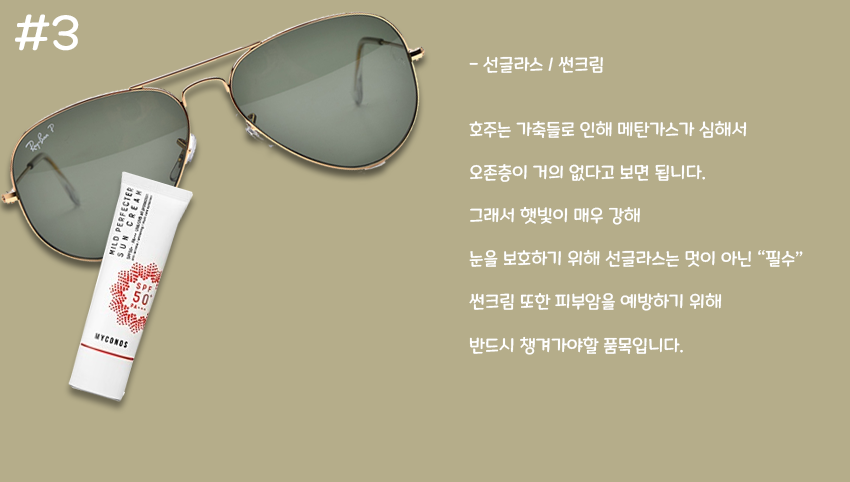 #3
- 선글라스 / 썬크림
호주는 가축들로 인해 메탄가스가 심해서
오존층이 거의 없다고 보면 됩니다.
그래서 햇빛이 매우 강해
눈을 보호하기 위해 선글라스는 멋이 아닌 “필수”
썬크림 또한 피부암을 예방하기 위해
반드시 챙겨가야할 품목입니다.
Ray-Ban P
MILD PERFECTER
SUN CREAM
SPF
50+
PA+++
MYCONOS